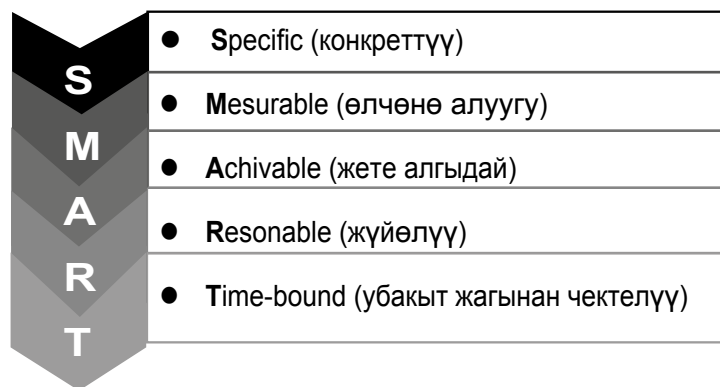 S
● Specific (конкреттүү)
M
● Mesurable (өлчөнө алуугу)
A
● Achivable (жете алгыдай)
R
● Resonable (жүйөлүү)
T
● Time-bound (убакыт жагынан чектелүү)